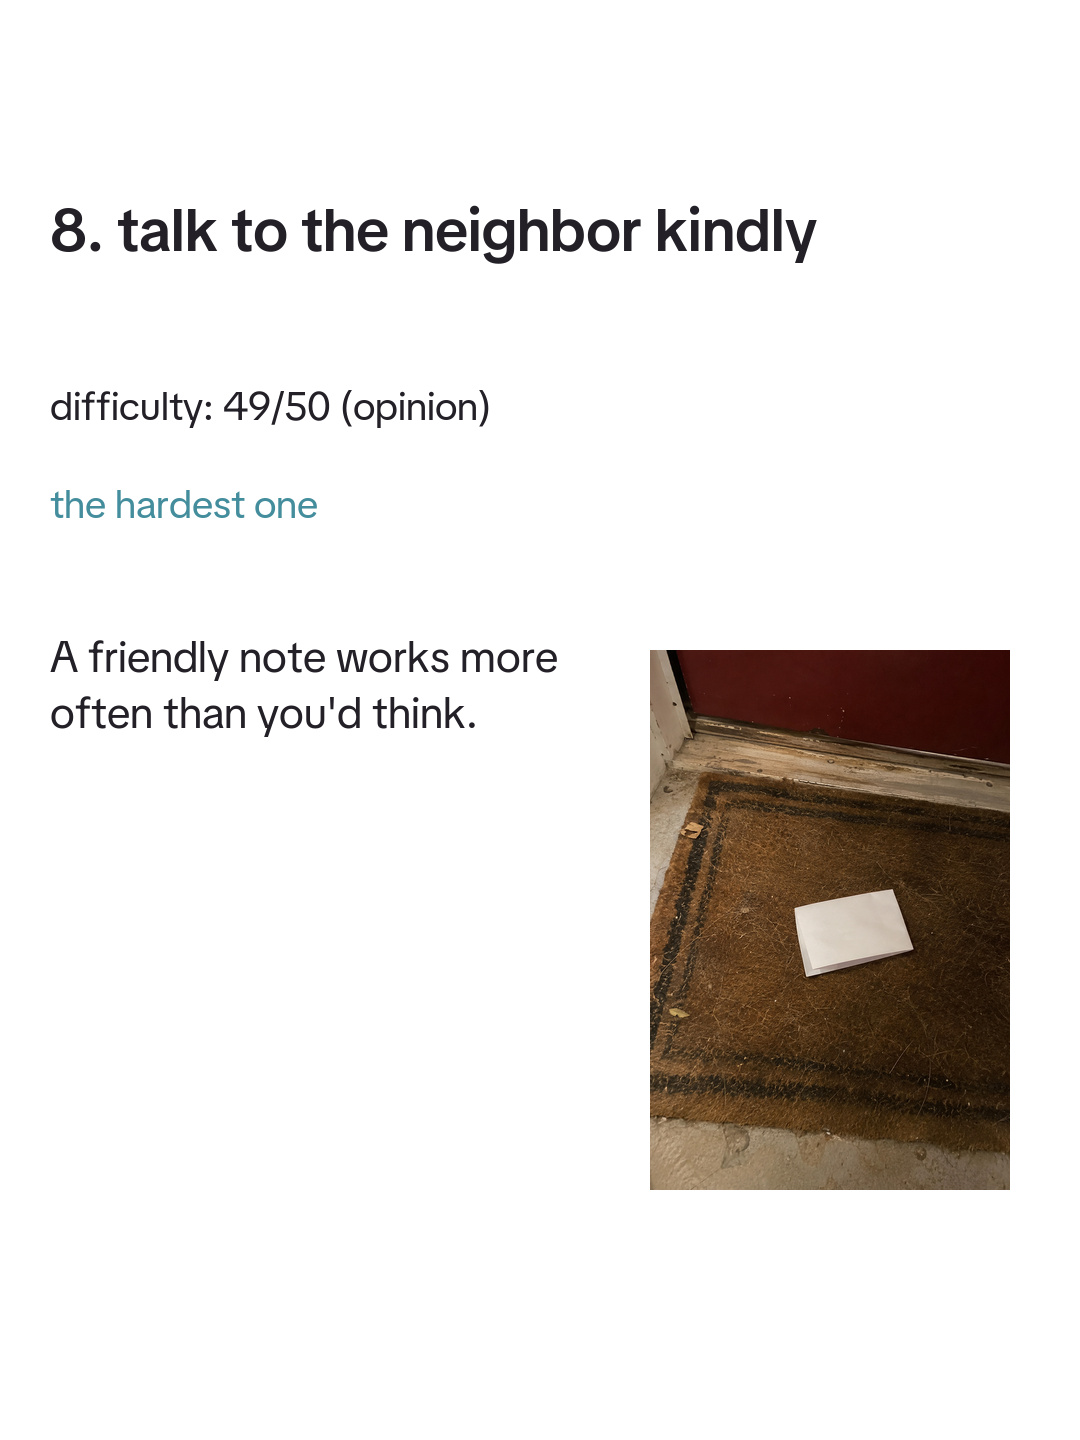 8. talk to the neighbor kindly
difficulty: 49/50 (opinion)
the hardest one
A friendly note works more
often than you'd think.